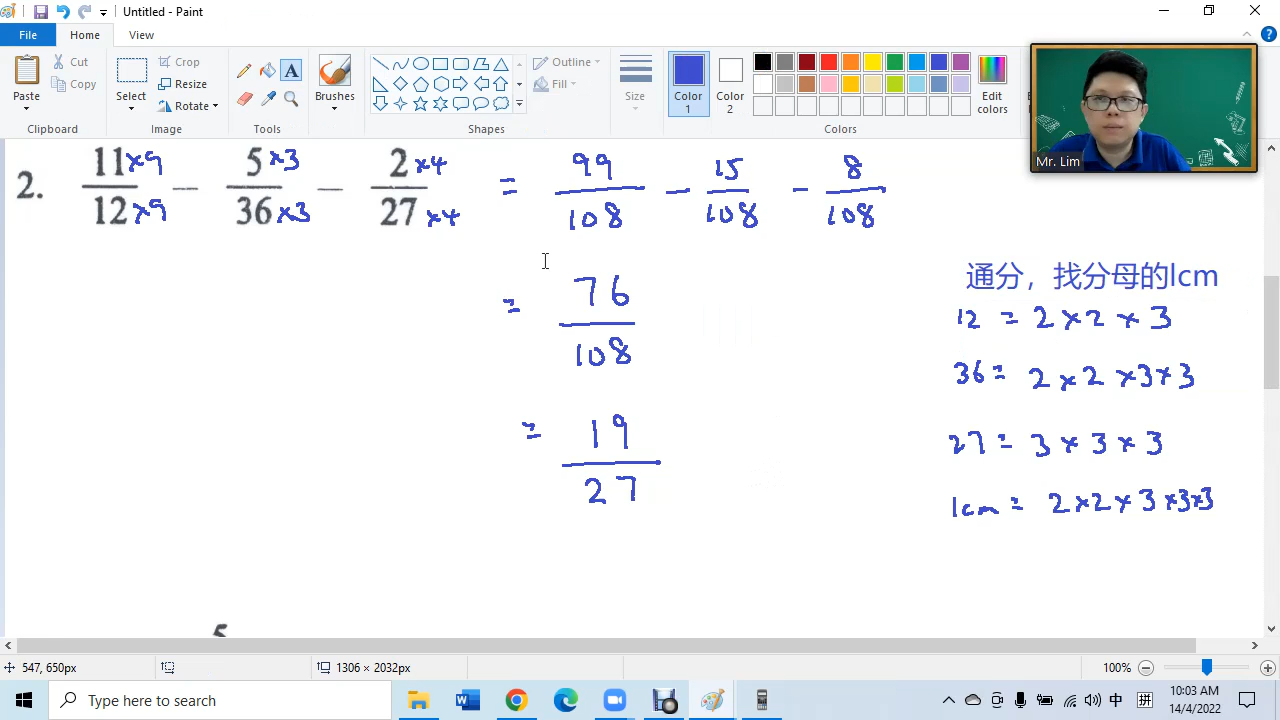 Untitled - Paint
File Home View
Paste Cut Copy Clipboard
Select Crop Resize Rotate Image
Tools
Brushes
Shapes Outline Fill
Size
Color 1 Color 2 Edit colors Colors
Mr. Lim
2. 11×9/12×9 − 5×3/36×3 − 2×4/27×4 = 99/108 − 15/108 − 8/108
= 76/108
= 19/27
通分，找分母的lcm
12 = 2×2×3
36 = 2×2×3×3
27 = 3×3×3
lcm = 2×2×3×3×3
5
547, 650px 1306 × 2032px 100%
Type here to search
中 拼 10:03 AM
14/4/2022